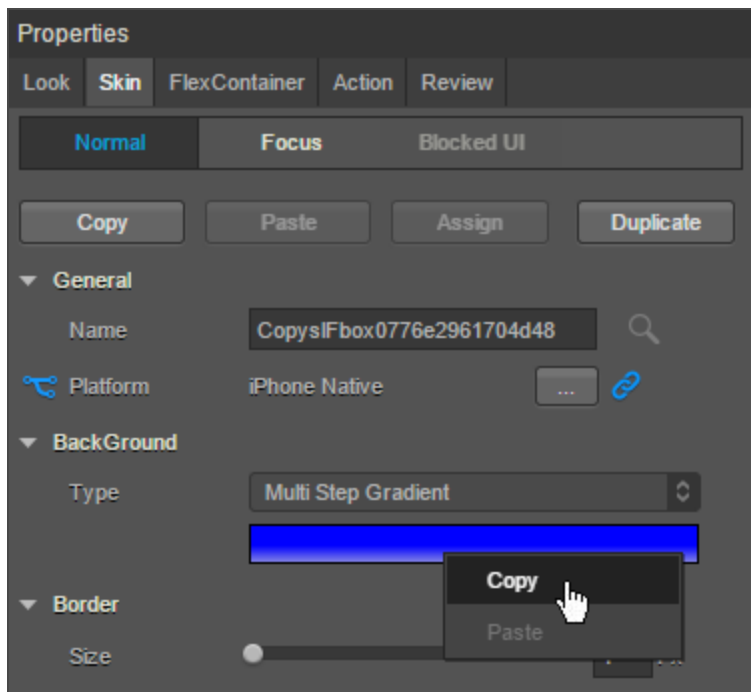 Properties
Look Skin FlexContainer Action Review
Normal Focus Blocked UI
Copy Paste Assign Duplicate
General
Name CopyslFbox0776e2961704d48
Platform iPhone Native ...
BackGround
Type Multi Step Gradient
Copy
Border
Paste
Size